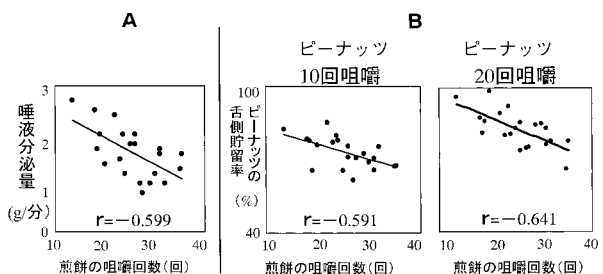 A
B
ピーナッツ
10回咀嚼
ピーナッツ
20回咀嚼
唾液分泌量
(g/分)
3
2
1
0
r=−0.599
10 20 30 40
煎餅の咀嚼回数(回)
ピーナッツの
舌側貯留率
(%)
100
40
r=−0.591
10 20 30 40
煎餅の咀嚼回数(回)
r=−0.641
10 20 30 40
煎餅の咀嚼回数(回)